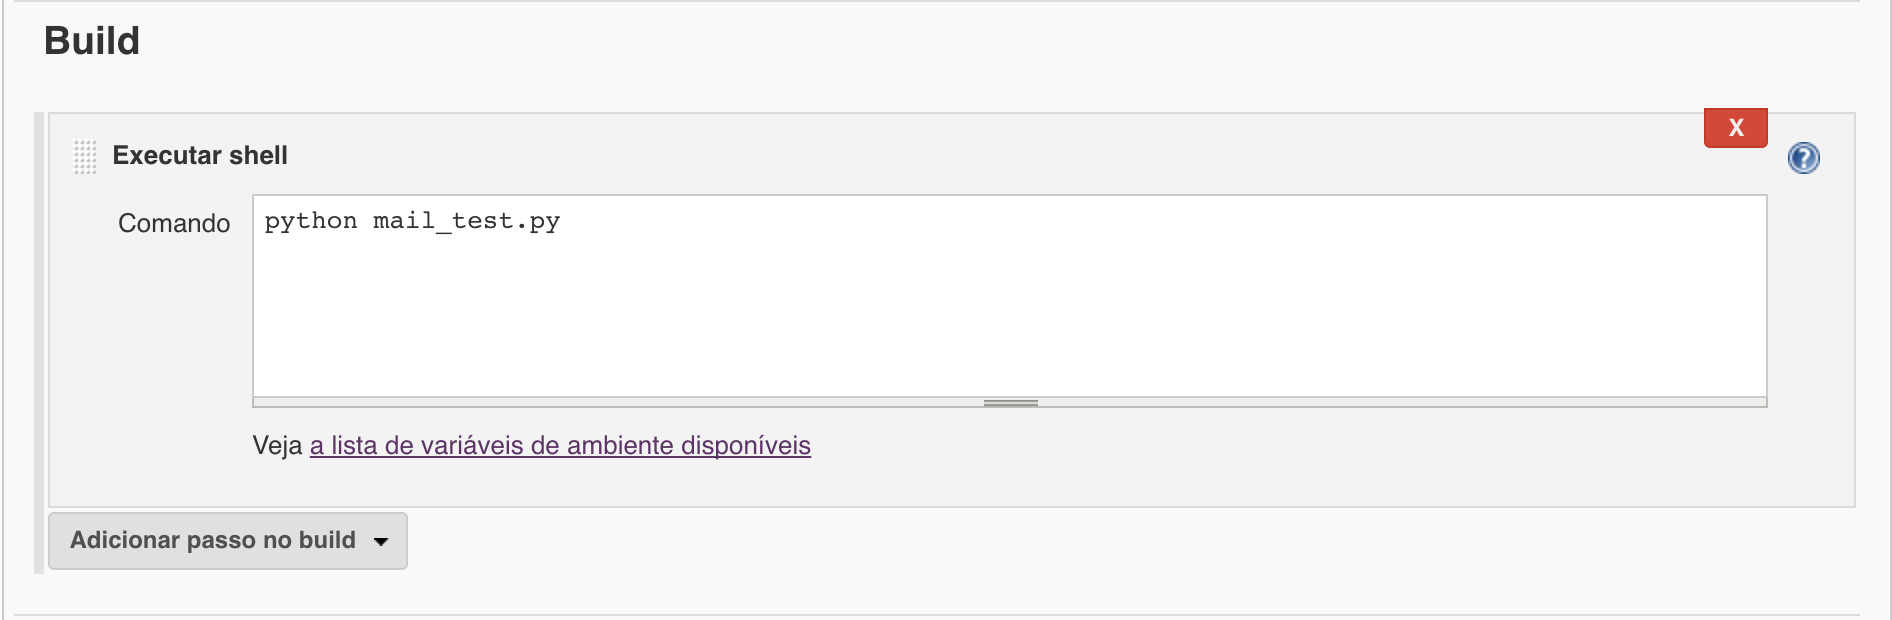 Build
X
Executar shell
?
Comando
python mail_test.py
Veja a lista de variáveis de ambiente disponíveis
Adicionar passo no build